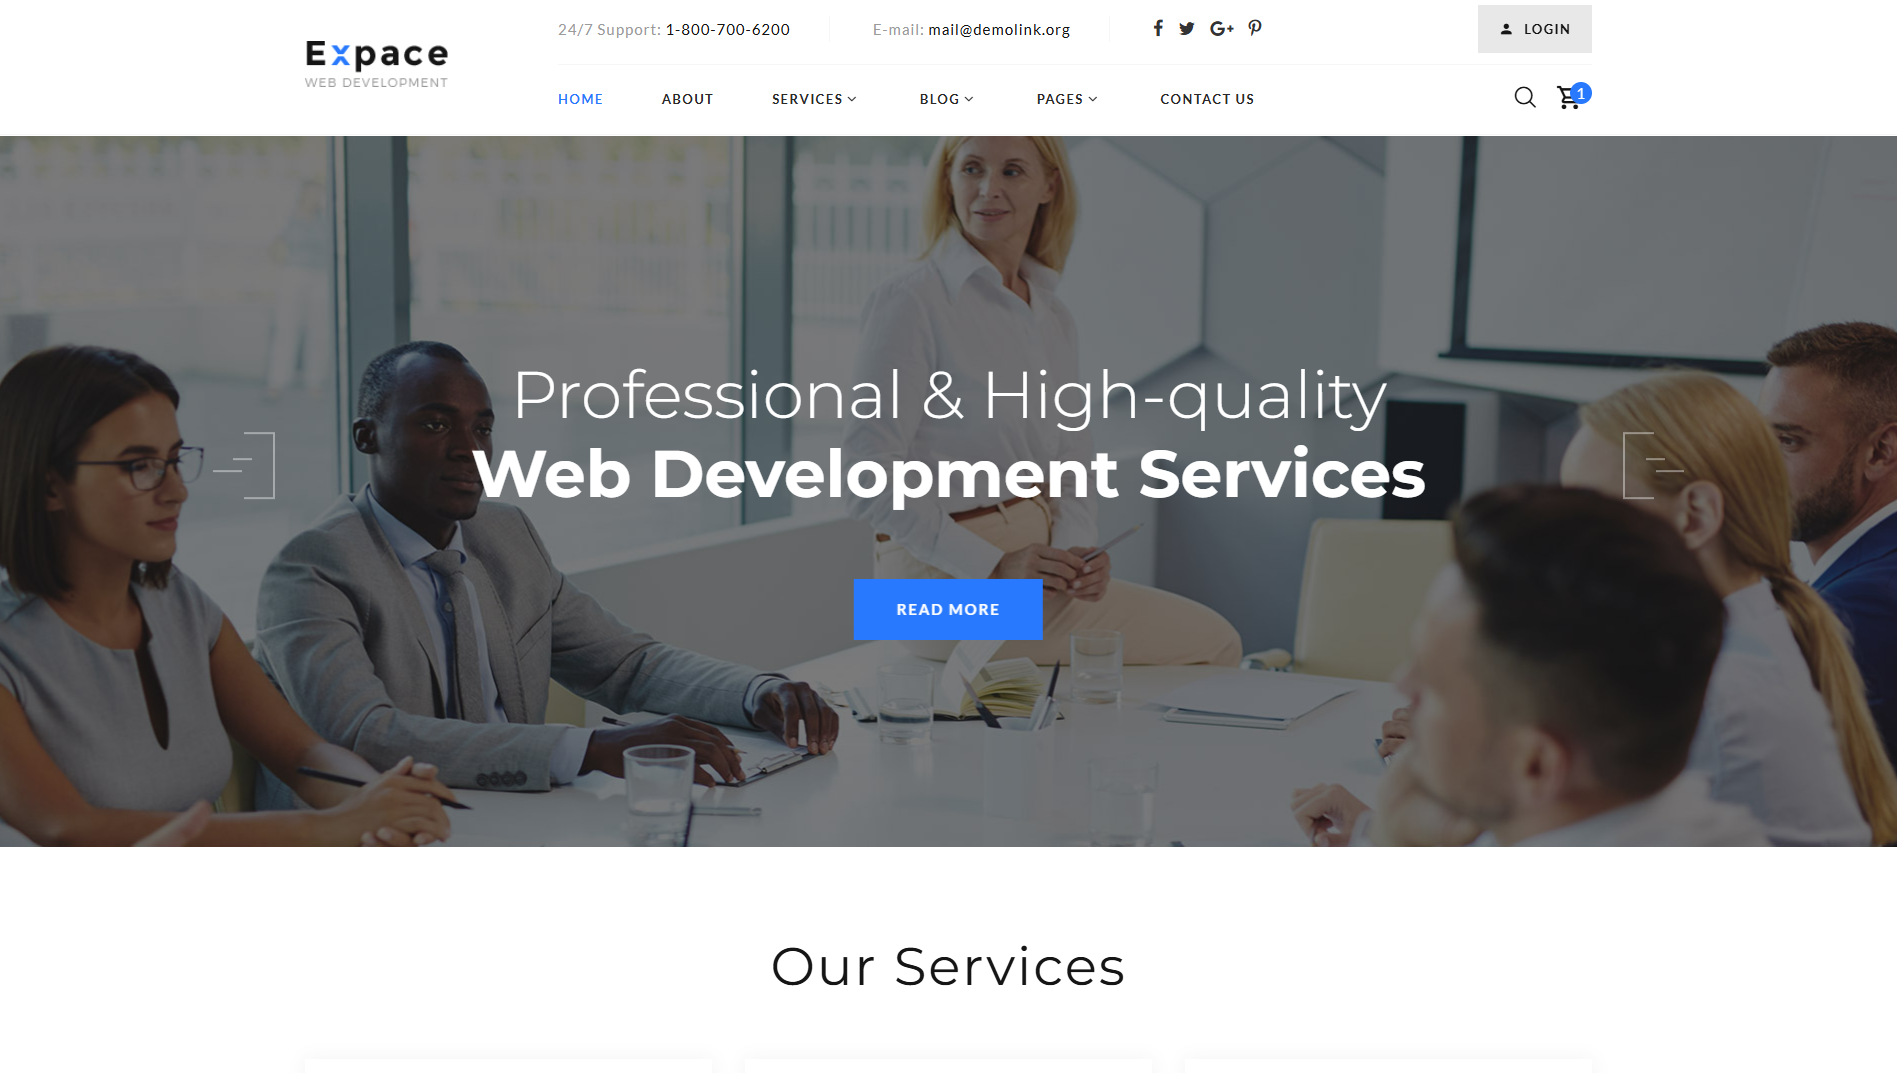 Expace
WEB DEVELOPMENT
24/7 Support: 1-800-700-6200
E-mail: mail@demolink.org
LOGIN
HOME ABOUT SERVICES BLOG PAGES CONTACT US
1
Professional & High-quality
Web Development Services
READ MORE
Our Services